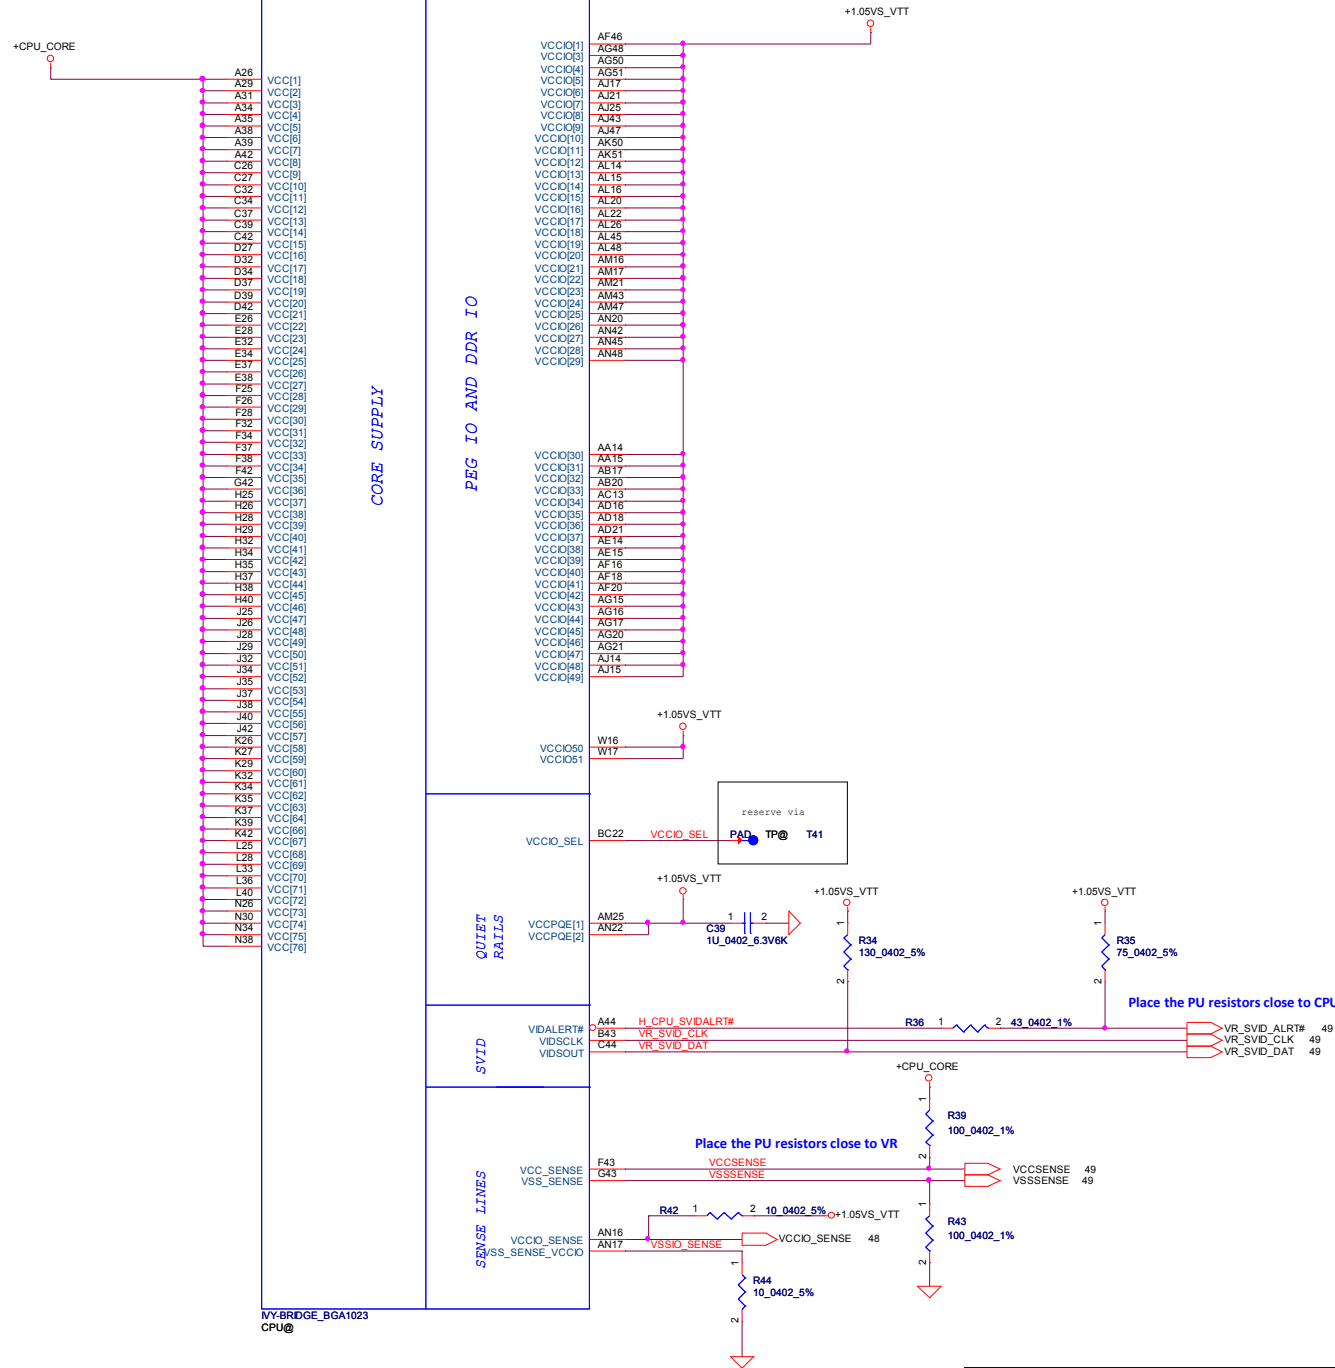 +CPU_CORE
A26 VCC[1]
A29 VCC[2]
A31 VCC[3]
A34 VCC[4]
A35 VCC[5]
A38 VCC[6]
A39 VCC[7]
A42 VCC[8]
C26 VCC[9]
C27 VCC[10]
C32 VCC[11]
C34 VCC[12]
C37 VCC[13]
C39 VCC[14]
C42 VCC[15]
D27 VCC[16]
D32 VCC[17]
D34 VCC[18]
D37 VCC[19]
D39 VCC[20]
D42 VCC[21]
E26 VCC[22]
E28 VCC[23]
E32 VCC[24]
E34 VCC[25]
E37 VCC[26]
E38 VCC[27]
F25 VCC[28]
F26 VCC[29]
F28 VCC[30]
F32 VCC[31]
F34 VCC[32]
F37 VCC[33]
F38 VCC[34]
F42 VCC[35]
G42 VCC[36]
H25 VCC[37]
H26 VCC[38]
H28 VCC[39]
H29 VCC[40]
H32 VCC[41]
H34 VCC[42]
H35 VCC[43]
H37 VCC[44]
H38 VCC[45]
H40 VCC[46]
J25 VCC[47]
J26 VCC[48]
J28 VCC[49]
J29 VCC[50]
J32 VCC[51]
J34 VCC[52]
J35 VCC[53]
J37 VCC[54]
J38 VCC[55]
J40 VCC[56]
J42 VCC[57]
K26 VCC[58]
K27 VCC[59]
K29 VCC[60]
K32 VCC[61]
K34 VCC[62]
K35 VCC[63]
K37 VCC[64]
K39 VCC[66]
K42 VCC[67]
L25 VCC[68]
L28 VCC[69]
L33 VCC[70]
L36 VCC[71]
L40 VCC[72]
N26 VCC[73]
N30 VCC[74]
N34 VCC[75]
N38 VCC[76]
CORE SUPPLY
PEG IO AND DDR IO
+1.05VS_VTT
VCCIO[1] AF46
VCCIO[3] AG48
VCCIO[4] AG50
VCCIO[5] AG51
VCCIO[6] AJ17
VCCIO[7] AJ21
VCCIO[8] AJ25
VCCIO[9] AJ43
VCCIO[10] AJ47
VCCIO[11] AK50
VCCIO[12] AK51
VCCIO[13] AL14
VCCIO[14] AL15
VCCIO[15] AL16
VCCIO[16] AL20
VCCIO[17] AL22
VCCIO[18] AL26
VCCIO[19] AL45
VCCIO[20] AL48
VCCIO[21] AM16
VCCIO[22] AM17
VCCIO[23] AM21
VCCIO[24] AM43
VCCIO[25] AM47
VCCIO[26] AN20
VCCIO[27] AN42
VCCIO[28] AN45
VCCIO[29] AN48
VCCIO[30] AA14
VCCIO[31] AA15
VCCIO[32] AB17
VCCIO[33] AB20
VCCIO[34] AC13
VCCIO[35] AD16
VCCIO[36] AD18
VCCIO[37] AD21
VCCIO[38] AE14
VCCIO[39] AE15
VCCIO[40] AF16
VCCIO[41] AF18
VCCIO[42] AF20
VCCIO[43] AG15
VCCIO[44] AG16
VCCIO[45] AG17
VCCIO[46] AG20
VCCIO[47] AG21
VCCIO[48] AJ14
VCCIO[49] AJ15
+1.05VS_VTT
VCCIO50 W16
VCCIO51 W17
reserve via
VCCIO_SEL BC22 VCCIO_SEL PAD TP@ T41
QUIET
RAILS
+1.05VS_VTT
VCCPQE[1] AM25
VCCPQE[2] AN22
1 2
C39
1U_0402_6.3V6K
+1.05VS_VTT
1
R34
130_0402_5%
2
+1.05VS_VTT
1
R35
75_0402_5%
2
Place the PU resistors close to CPU
SVID
VIDALERT# A44 H_CPU_SVIDALRT# R36 1 2 43_0402_1% VR_SVID_ALRT# 49
VIDSCLK B43 VR_SVID_CLK VR_SVID_CLK 49
VIDSOUT C44 VR_SVID_DAT VR_SVID_DAT 49
+CPU_CORE
1
R39
100_0402_1%
2
Place the PU resistors close to VR
SENSE LINES
VCC_SENSE F43 VCCSENSE VCCSENSE 49
VSS_SENSE G43 VSSSENSE VSSSENSE 49
R42 1 2 10_0402_5% +1.05VS_VTT
VCCIO_SENSE AN16 VCCIO_SENSE 48
VSS_SENSE_VCCIO AN17 VSSIO_SENSE
1
R43
100_0402_1%
2
1
R44
10_0402_5%
2
IVY-BRIDGE_BGA1023
CPU@